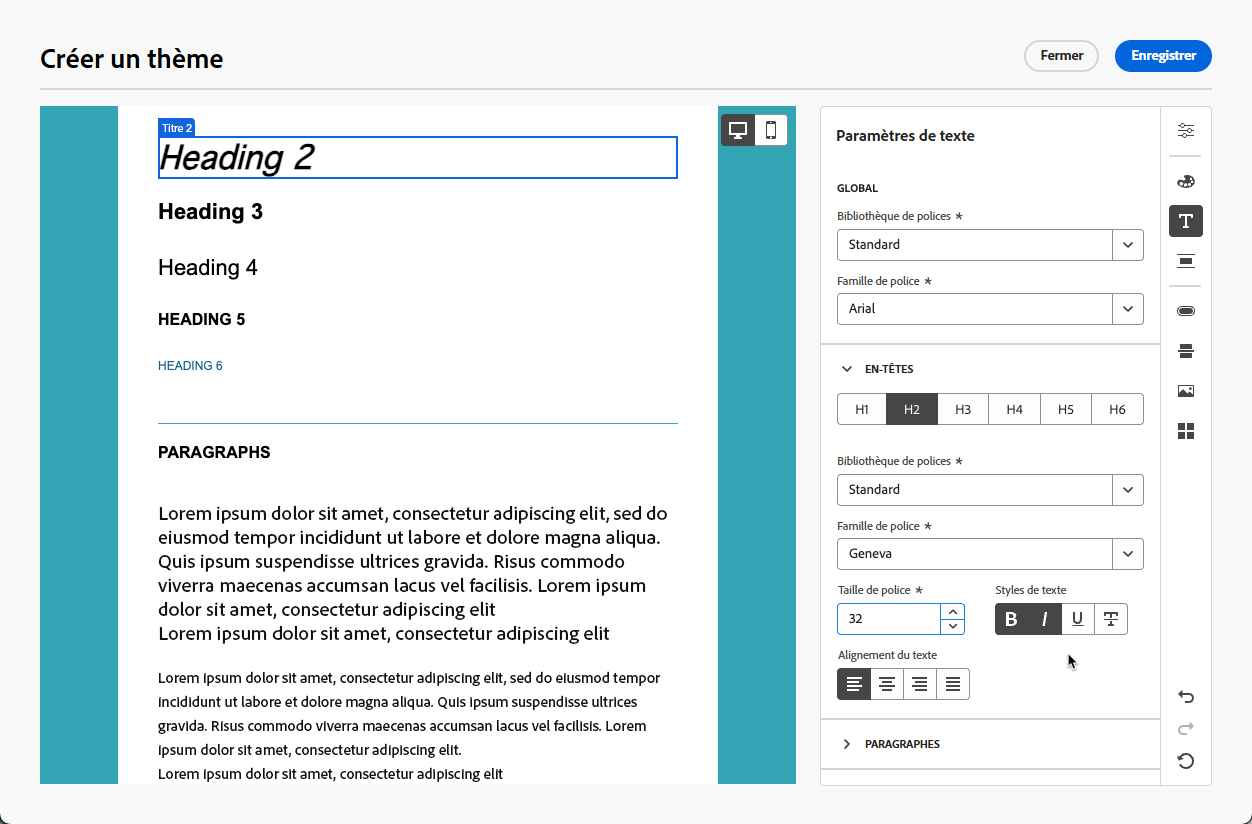 Créer un thème
Fermer
Enregistrer
Titre 2
Heading 2
Heading 3
Heading 4
HEADING 5
HEADING 6
PARAGRAPHS
Lorem ipsum dolor sit amet, consectetur adipiscing elit, sed do
eiusmod tempor incididunt ut labore et dolore magna aliqua.
Quis ipsum suspendisse ultrices gravida. Risus commodo
viverra maecenas accumsan lacus vel facilisis. Lorem ipsum
dolor sit amet, consectetur adipiscing elit
Lorem ipsum dolor sit amet, consectetur adipiscing elit
Lorem ipsum dolor sit amet, consectetur adipiscing elit, sed do eiusmod tempor
incididunt ut labore et dolore magna aliqua. Quis ipsum suspendisse ultrices
gravida. Risus commodo viverra maecenas accumsan lacus vel facilisis. Lorem
ipsum dolor sit amet, consectetur adipiscing elit.
Lorem ipsum dolor sit amet, consectetur adipiscing elit
Paramètres de texte
GLOBAL
Bibliothèque de polices *
Standard
Famille de police *
Arial
EN-TÊTES
H1 H2 H3 H4 H5 H6
Bibliothèque de polices *
Standard
Famille de police *
Geneva
Taille de police * Styles de texte
32 B I U T
Alignement du texte
PARAGRAPHES
T